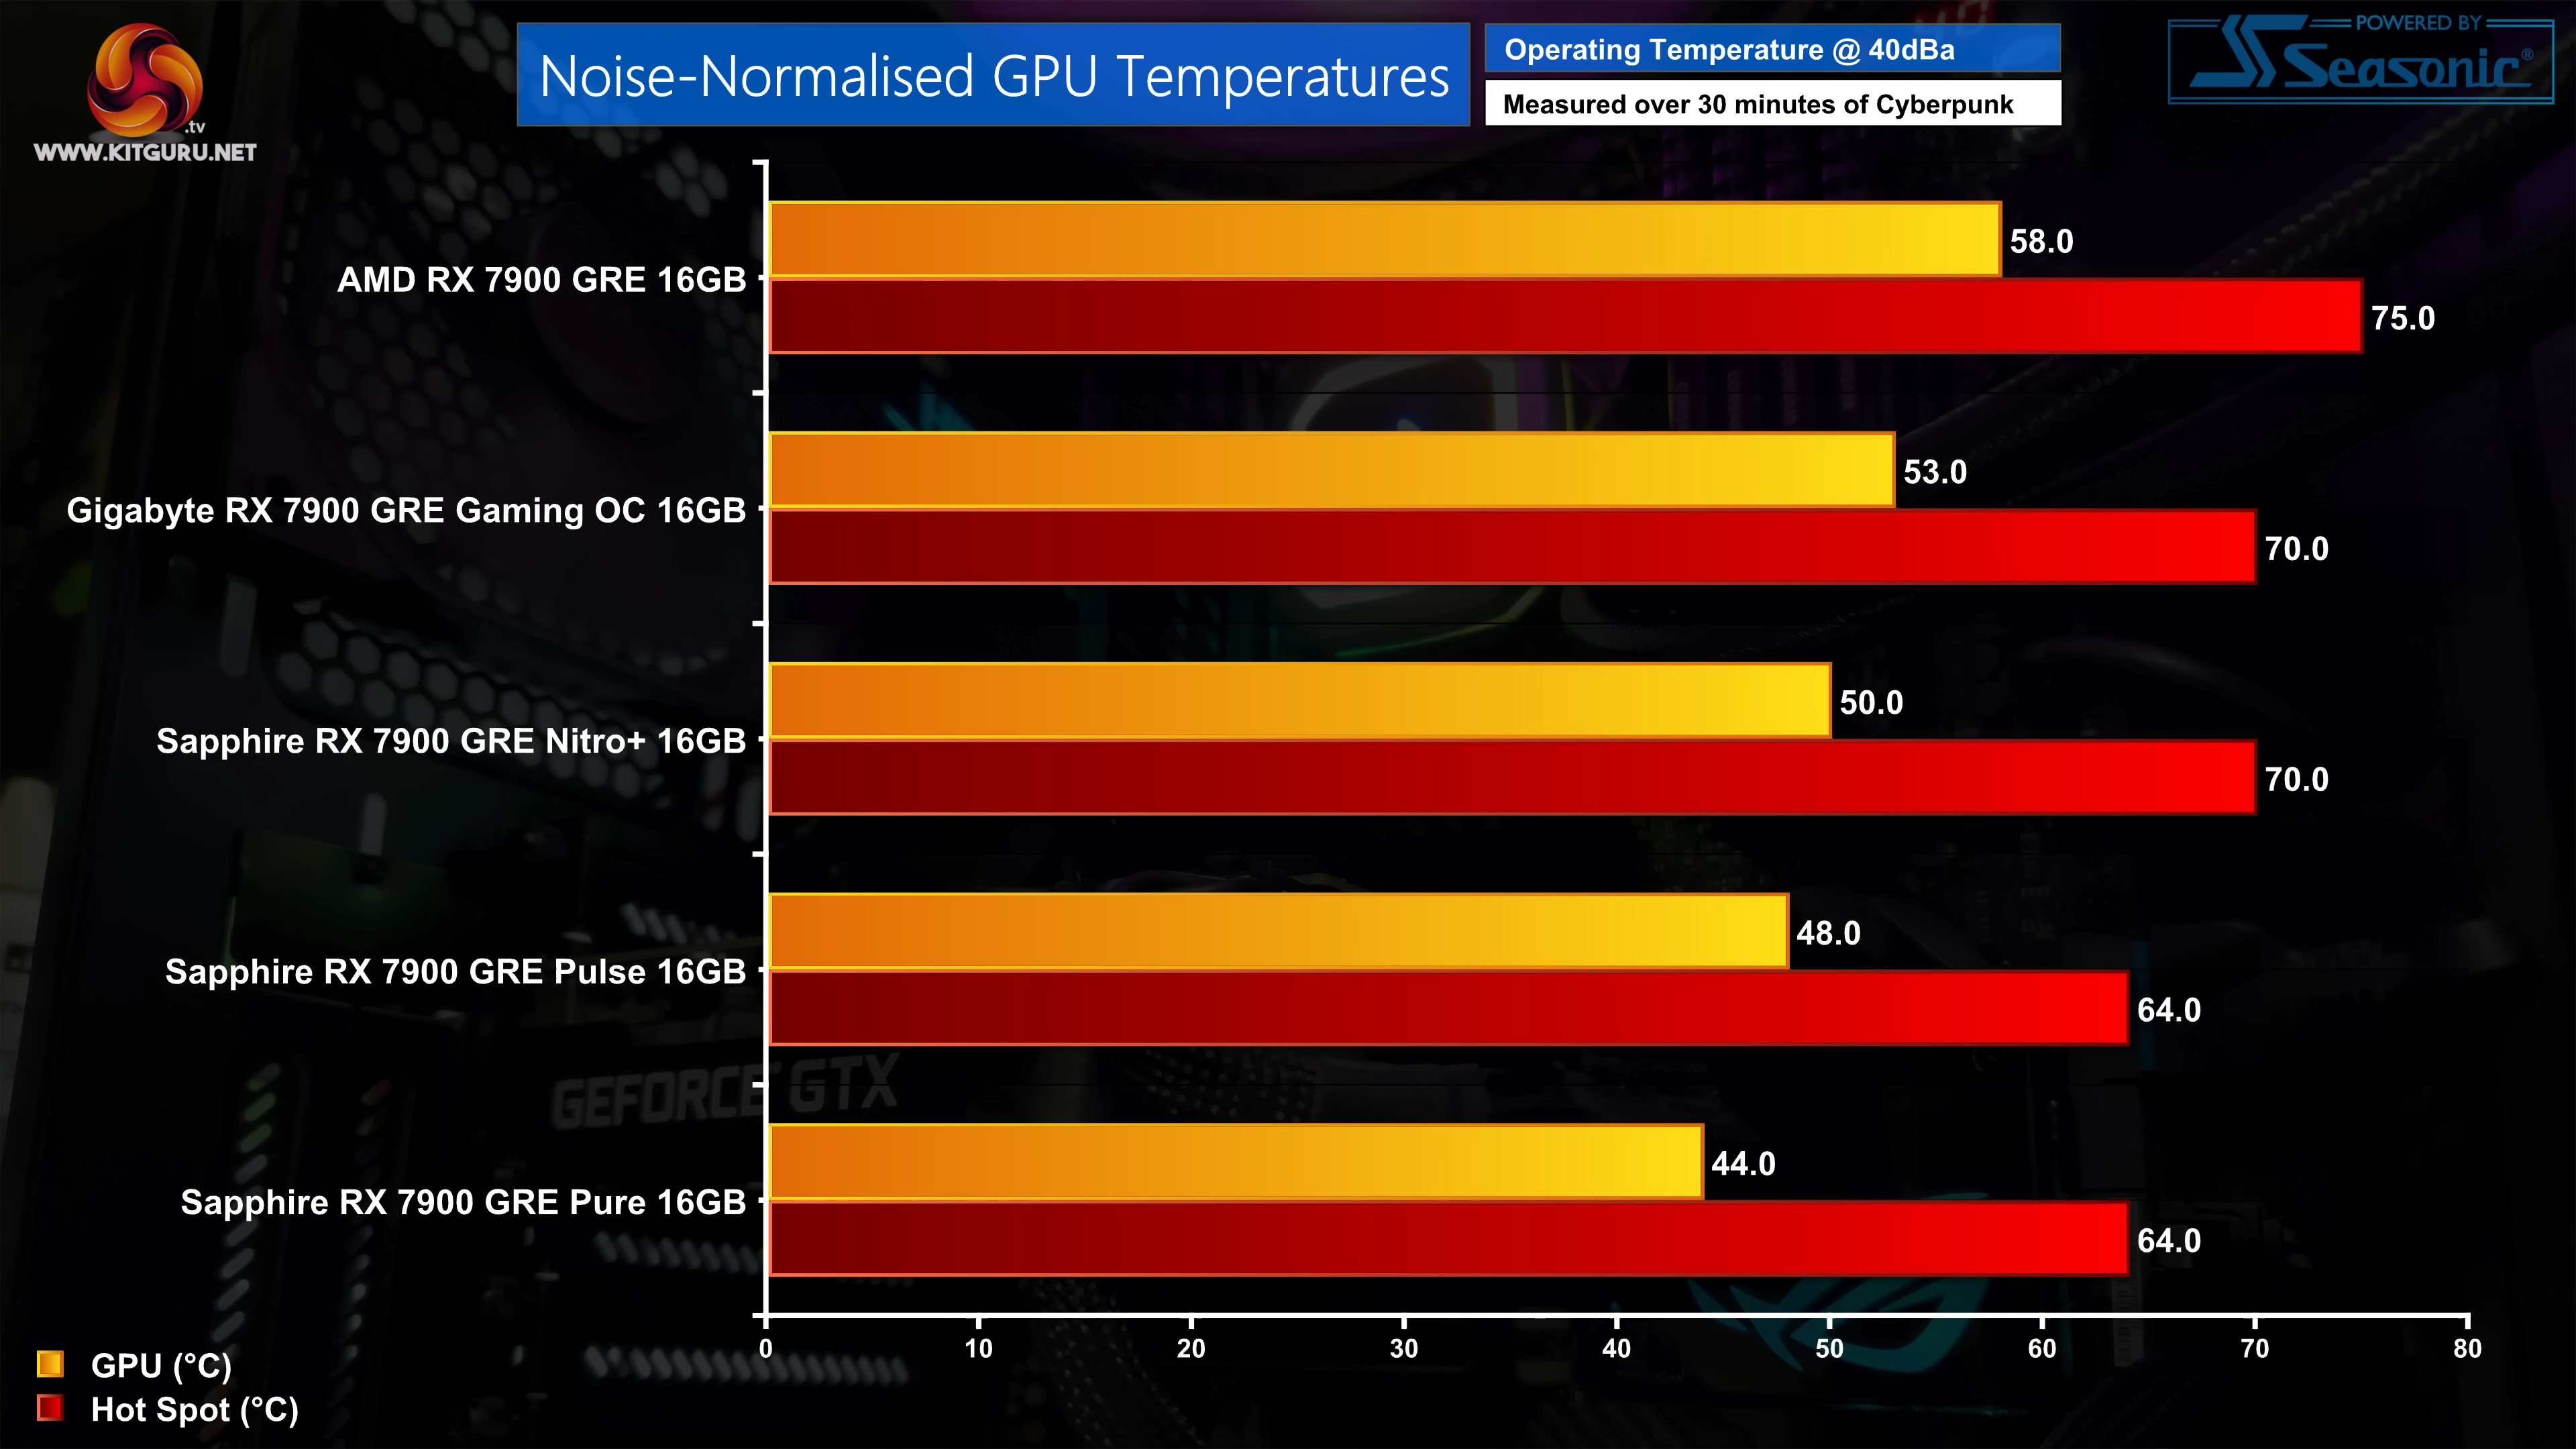 .tv
WWW.KITGURU.NET
Noise-Normalised GPU Temperatures
Operating Temperature @ 40dBa
Measured over 30 minutes of Cyberpunk
POWERED BY
Seasonic®
AMD RX 7900 GRE 16GB
58.0
75.0
Gigabyte RX 7900 GRE Gaming OC 16GB
53.0
70.0
Sapphire RX 7900 GRE Nitro+ 16GB
50.0
70.0
Sapphire RX 7900 GRE Pulse 16GB
48.0
64.0
GEFORCE GTX
Sapphire RX 7900 GRE Pure 16GB
44.0
64.0
0 10 20 30 40 50 60 70 80
GPU (°C)
Hot Spot (°C)